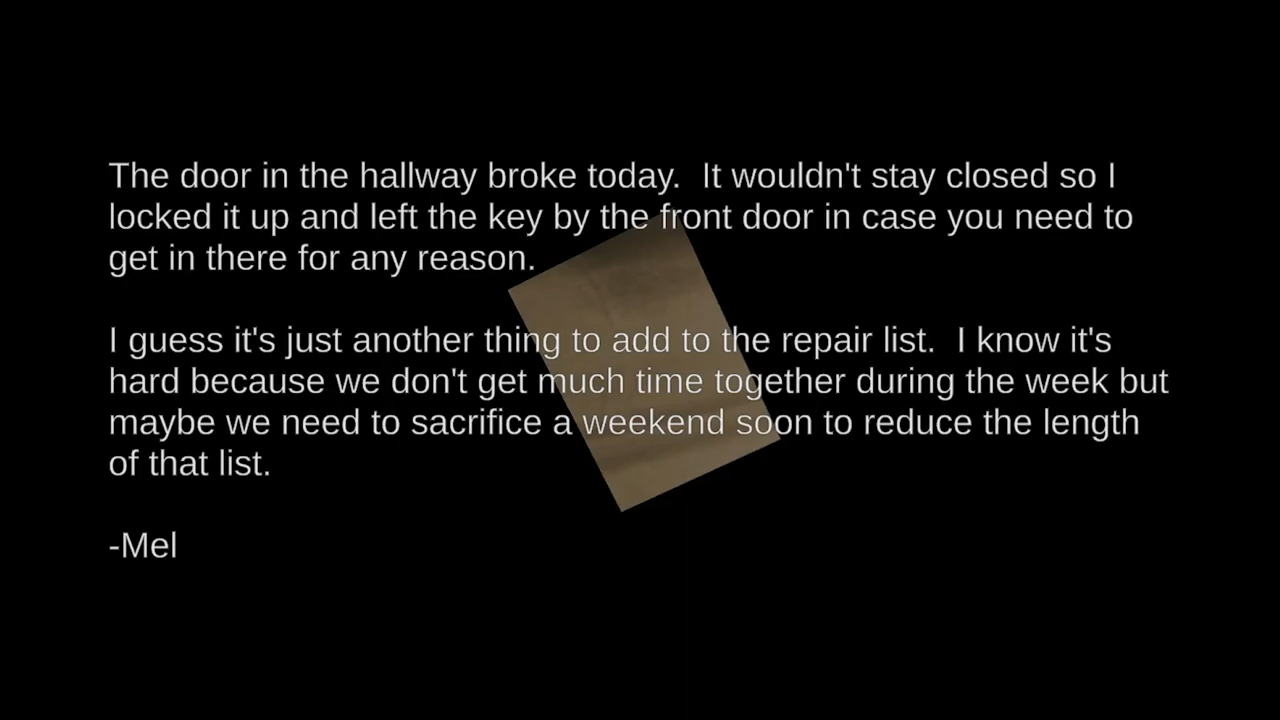 The door in the hallway broke today.  It wouldn't stay closed so I
locked it up and left the key by the front door in case you need to
get in there for any reason.
I guess it's just another thing to add to the repair list.  I know it's
hard because we don't get much time together during the week but
maybe we need to sacrifice a weekend soon to reduce the length
of that list.
-Mel